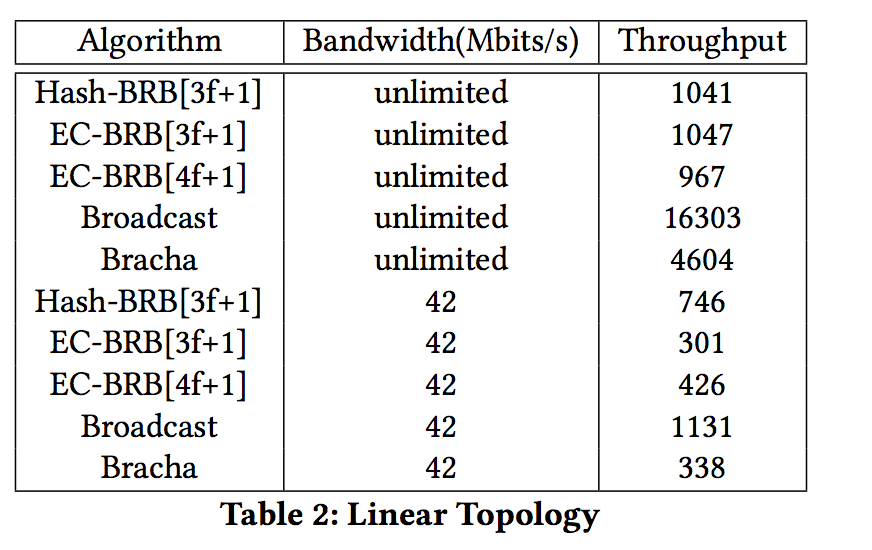 Algorithm Bandwidth(Mbits/s) Throughput
Hash-BRB[3f+1] unlimited 1041
EC-BRB[3f+1] unlimited 1047
EC-BRB[4f+1] unlimited 967
Broadcast unlimited 16303
Bracha unlimited 4604
Hash-BRB[3f+1] 42 746
EC-BRB[3f+1] 42 301
EC-BRB[4f+1] 42 426
Broadcast 42 1131
Bracha 42 338
Table 2: Linear Topology